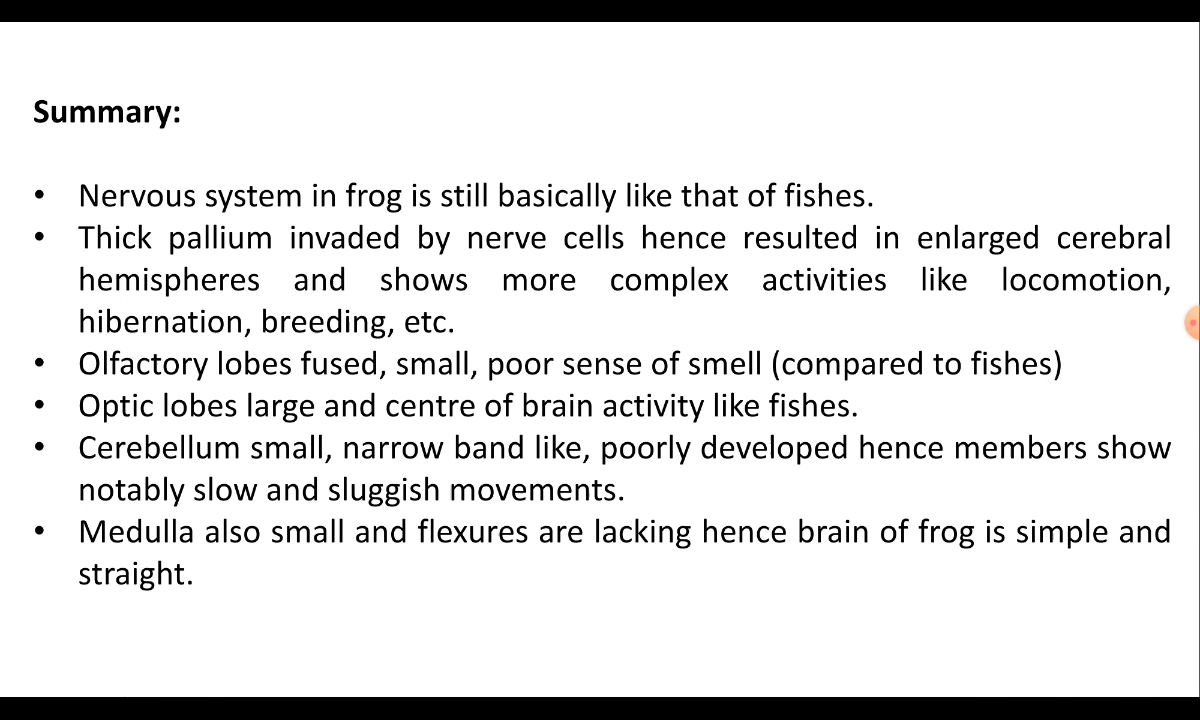 Summary:
• Nervous system in frog is still basically like that of fishes.
• Thick pallium invaded by nerve cells hence resulted in enlarged cerebral
hemispheres and shows more complex activities like locomotion,
hibernation, breeding, etc.
• Olfactory lobes fused, small, poor sense of smell (compared to fishes)
• Optic lobes large and centre of brain activity like fishes.
• Cerebellum small, narrow band like, poorly developed hence members show
notably slow and sluggish movements.
• Medulla also small and flexures are lacking hence brain of frog is simple and
straight.